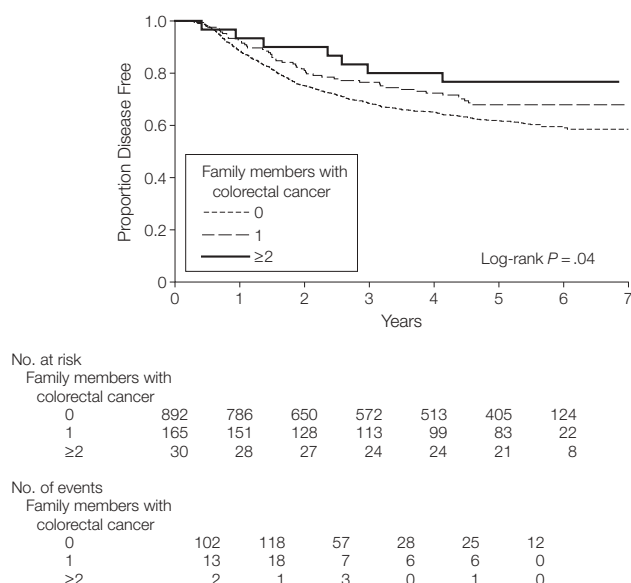 1.0
0.8
0.6
0.4
0.2
0
Proportion Disease Free
Family members with
colorectal cancer
0
1
≥2
Log-rank P = .04
0 1 2 3 4 5 6 7
Years
No. at risk
Family members with
colorectal cancer
0 892 786 650 572 513 405 124
1 165 151 128 113 99 83 22
≥2 30 28 27 24 24 21 8
No. of events
Family members with
colorectal cancer
0 102 118 57 28 25 12
1 13 18 7 6 6 0
≥2 2 1 3 0 1 0